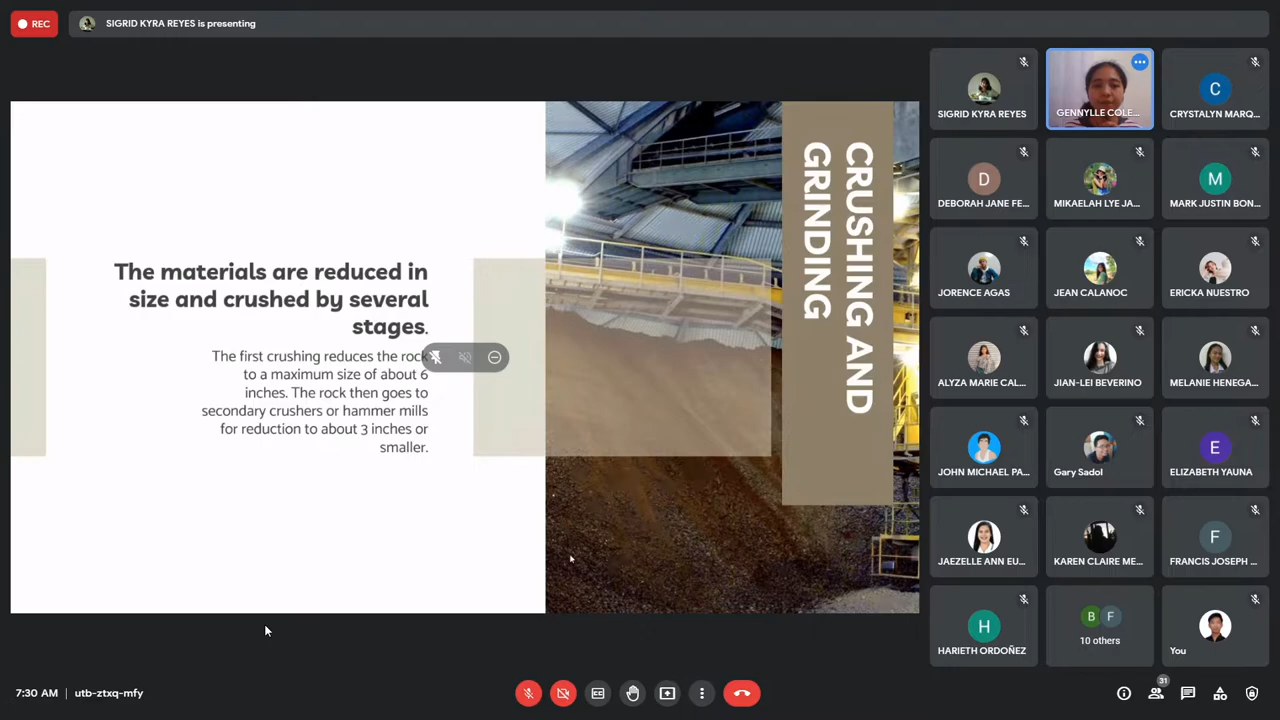 REC
SIGRID KYRA REYES is presenting
The materials are reduced in
size and crushed by several
stages.
The first crushing reduces the rock
to a maximum size of about 6
inches. The rock then goes to
secondary crushers or hammer mills
for reduction to about 3 inches or
smaller.
CRUSHING AND
GRINDING
SIGRID KYRA REYES
GENNYLLE COLE...
C
CRYSTALYN MARQ...
D
DEBORAH JANE FE...
MIKAELAH LYE JA...
M
MARK JUSTIN BON...
JORENCE AGAS
JEAN CALANOC
ERICKA NUESTRO
ALYZA MARIE CAL...
JIAN-LEI BEVERINO
MELANIE HENEGA...
JOHN MICHAEL PA...
Gary Sadol
E
ELIZABETH YAUNA
JAEZELLE ANN EU...
KAREN CLAIRE ME...
F
FRANCIS JOSEPH ...
H
HARIETH ORDOÑEZ
B F
10 others
You
7:30 AM | utb-ztxq-mfy
31